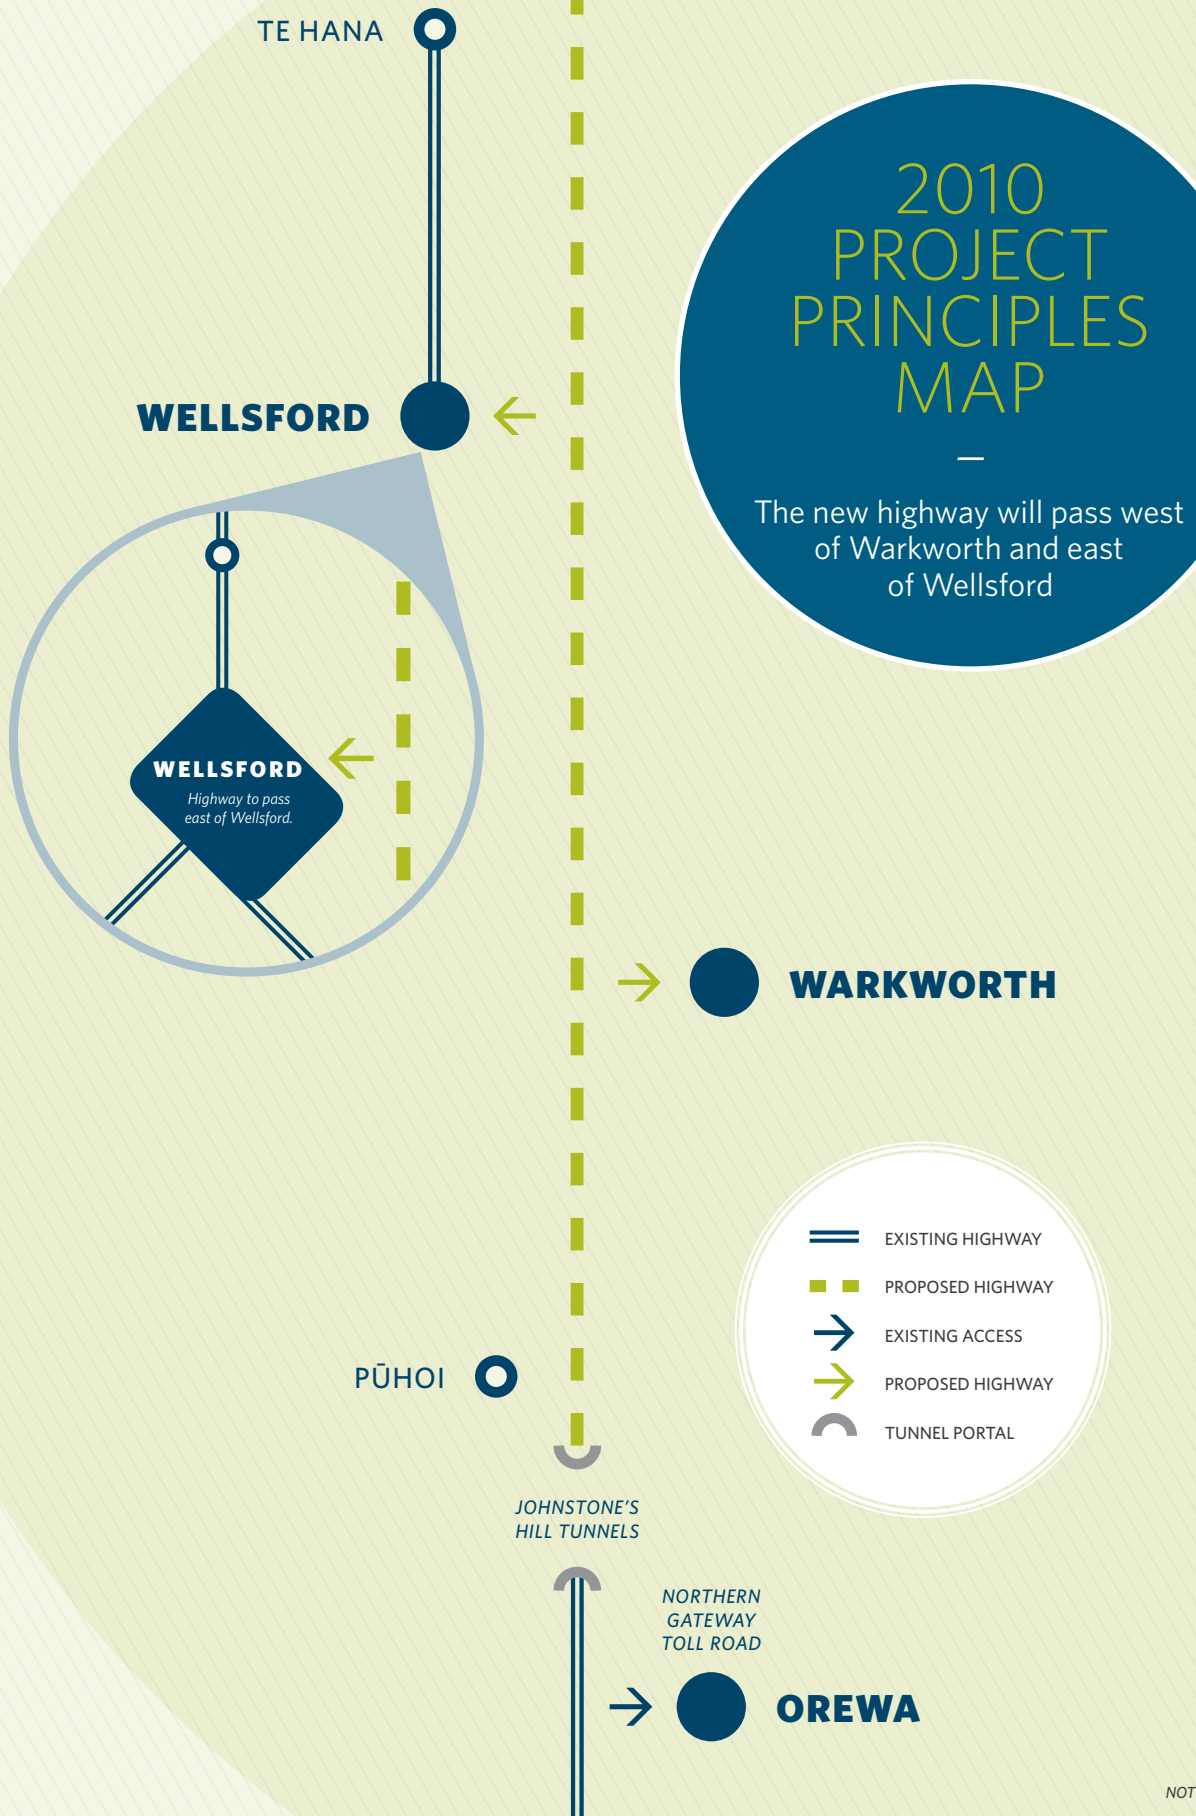 TE HANA
2010
PROJECT
PRINCIPLES
MAP
—
The new highway will pass west
of Warkworth and east
of Wellsford
WELLSFORD
WELLSFORD
Highway to pass
east of Wellsford.
WARKWORTH
EXISTING HIGHWAY
PROPOSED HIGHWAY
EXISTING ACCESS
PROPOSED HIGHWAY
TUNNEL PORTAL
PŪHOI
JOHNSTONE'S
HILL TUNNELS
NORTHERN
GATEWAY
TOLL ROAD
OREWA
NOT